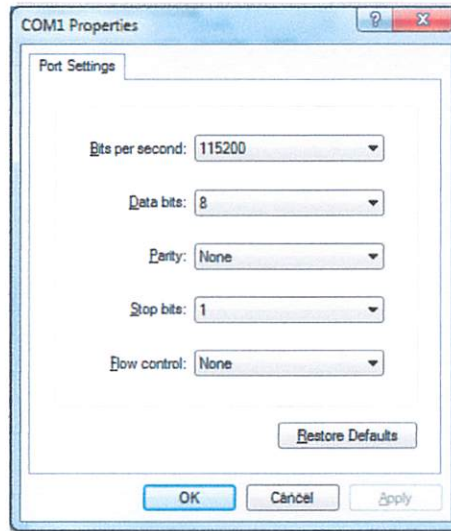 COM1 Properties
Port Settings
Bits per second: 115200
Data bits: 8
Parity: None
Stop bits: 1
Flow control: None
Restore Defaults
OK Cancel Apply